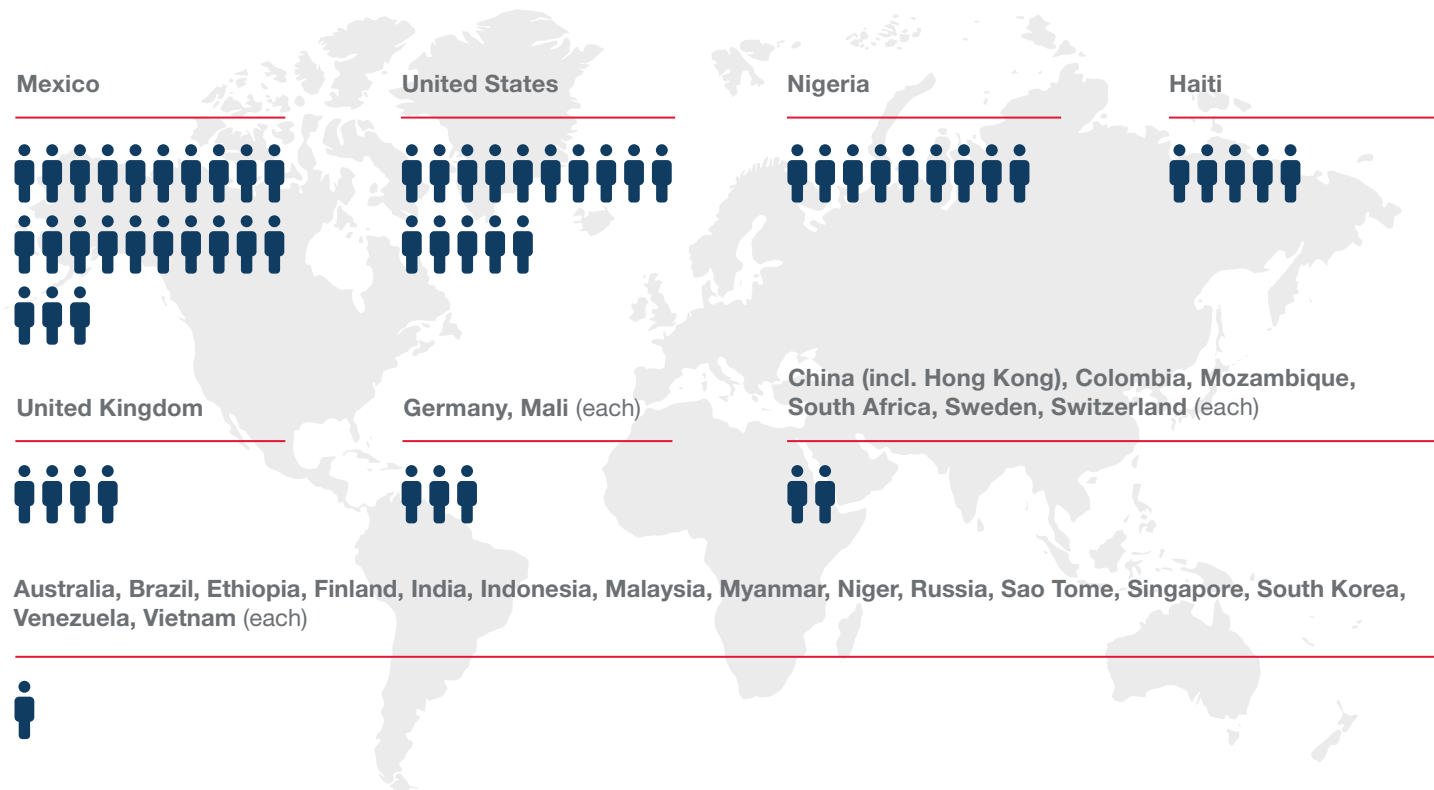 Mexico
United States
Nigeria
Haiti
United Kingdom
Germany, Mali (each)
China (incl. Hong Kong), Colombia, Mozambique,
South Africa, Sweden, Switzerland (each)
Australia, Brazil, Ethiopia, Finland, India, Indonesia, Malaysia, Myanmar, Niger, Russia, Sao Tome, Singapore, South Korea,
Venezuela, Vietnam (each)